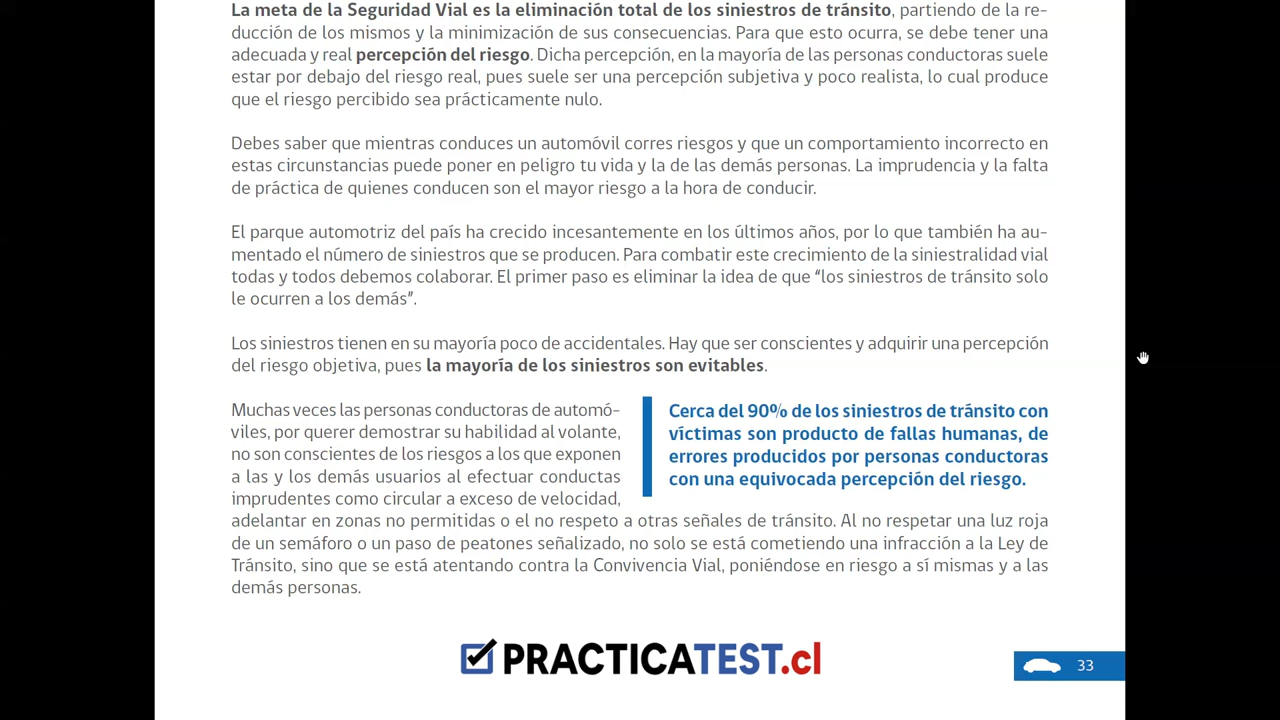 La meta de la Seguridad Vial es la eliminación total de los siniestros de tránsito, partiendo de la re-
ducción de los mismos y la minimización de sus consecuencias. Para que esto ocurra, se debe tener una
adecuada y real percepción del riesgo. Dicha percepción, en la mayoría de las personas conductoras suele
estar por debajo del riesgo real, pues suele ser una percepción subjetiva y poco realista, lo cual produce
que el riesgo percibido sea prácticamente nulo.
Debes saber que mientras conduces un automóvil corres riesgos y que un comportamiento incorrecto en
estas circunstancias puede poner en peligro tu vida y la de las demás personas. La imprudencia y la falta
de práctica de quienes conducen son el mayor riesgo a la hora de conducir.
El parque automotriz del país ha crecido incesantemente en los últimos años, por lo que también ha au-
mentado el número de siniestros que se producen. Para combatir este crecimiento de la siniestralidad vial
todas y todos debemos colaborar. El primer paso es eliminar la idea de que “los siniestros de tránsito solo
le ocurren a los demás”.
Los siniestros tienen en su mayoría poco de accidentales. Hay que ser conscientes y adquirir una percepción
del riesgo objetiva, pues la mayoría de los siniestros son evitables.
Muchas veces las personas conductoras de automó-
viles, por querer demostrar su habilidad al volante,
no son conscientes de los riesgos a los que exponen
a las y los demás usuarios al efectuar conductas
imprudentes como circular a exceso de velocidad,
adelantar en zonas no permitidas o el no respeto a otras señales de tránsito. Al no respetar una luz roja
de un semáforo o un paso de peatones señalizado, no solo se está cometiendo una infracción a la Ley de
Tránsito, sino que se está atentando contra la Convivencia Vial, poniéndose en riesgo a sí mismas y a las
demás personas.
Cerca del 90% de los siniestros de tránsito con
víctimas son producto de fallas humanas, de
errores producidos por personas conductoras
con una equivocada percepción del riesgo.
PRACTICATEST.cl
33